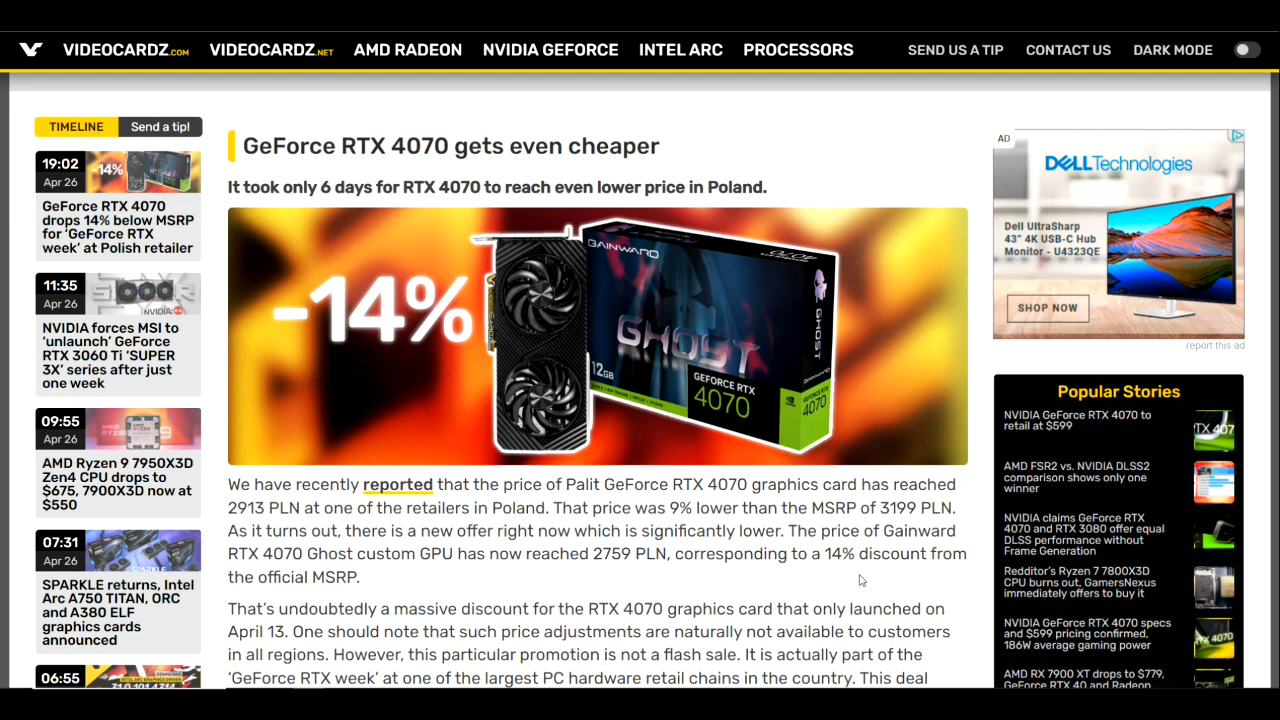 VIDEOCARDZ.COM VIDEOCARDZ.NET AMD RADEON NVIDIA GEFORCE INTEL ARC PROCESSORS SEND US A TIP CONTACT US DARK MODE
TIMELINE Send a tip!
19:02
Apr 26
-14%
GeForce RTX 4070
drops 14% below MSRP
for ‘GeForce RTX
week’ at Polish retailer
11:35
Apr 26
NVIDIA forces MSI to
‘unlaunch’ GeForce
RTX 3060 Ti ‘SUPER
3X’ series after just
one week
09:55
Apr 26
AMD Ryzen 9 7950X3D
Zen4 CPU drops to
$675, 7900X3D now at
$550
07:31
Apr 26
SPARKLE
SPARKLE returns, Intel
Arc A750 TITAN, ORC
and A380 ELF
graphics cards
announced
06:55
GeForce RTX 4070 gets even cheaper
It took only 6 days for RTX 4070 to reach even lower price in Poland.
-14%
GAINWARD
4070
GHOST
GHOST
12GB
GEFORCE RTX
4070
4070
We have recently reported that the cost of Palit GeForce RTX 4070 graphics card has reached
2913 PLN at one of the retailers in Poland. That price was 9% lower than the MSRP of 3199 PLN.
As it turns out, there is a new offer right now which is significantly lower. The price of Gainward
RTX 4070 Ghost custom GPU has now reached 2759 PLN, corresponding to a 14% discount from
the official MSRP.
That’s undoubtedly a massive discount for the RTX 4070 graphics card that only launched on
April 13. One should note that such price adjustments are naturally not available to customers
in all regions. However, this particular promotion is not a flash sale. It is actually part of the
‘GeForce RTX week’ at one of the largest PC hardware retail chains in the country. This deal
AD
DELLTechnologies
Dell UltraSharp
43” 4K USB-C Hub
Monitor - U4323QE
SHOP NOW
report this ad
Popular Stories
NVIDIA GeForce RTX 4070 to
retail at $599
AMD FSR2 vs. NVIDIA DLSS2
comparison shows only one
winner
NVIDIA claims GeForce RTX
4070 and RTX 3080 offer equal
DLSS performance without
Frame Generation
Redditor’s Ryzen 7 7800X3D
CPU burns out, GamersNexus
immediately offers to buy it
NVIDIA GeForce RTX 4070 specs
and $599 pricing confirmed,
186W average gaming power
AMD RX 7900 XT drops to $779,
GeForce RTX 40 and Radeon